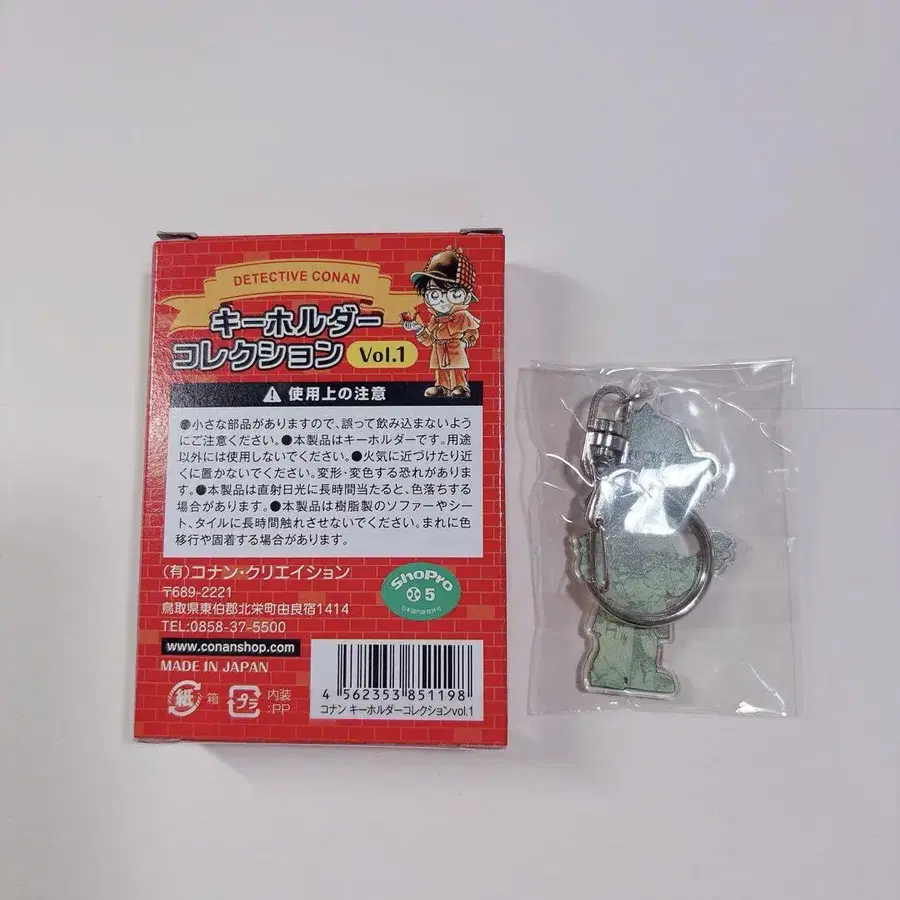 DETECTIVE CONAN
キーホルダー
コレクション Vol.1
使用上の注意
●小さな部品がありますので、誤って飲み込まないよう
にご注意ください。●本製品はキーホルダーです。用途
以外には使用しないでください。●火気に近づけたり近
くに置かないでください。変形・変色する恐れがありま
す。●本製品は直射日光に長時間当たると、色落ちする
場合があります。●本製品は樹脂製のソファーやシー
ト、タイルに長時間触れさせないでください。まれに色
移行や固着する場合があります。
(有)コナン・クリエイション
〒689-2221
鳥取県東伯郡北栄町由良宿1414
TEL:0858-37-5500
www.conanshop.com
MADE IN JAPAN
ShoPro
小 5
日本国内販売許可
紙 箱
プラ 内装
:PP
4 562353 851198
コナン キーホルダーコレクションvol.1